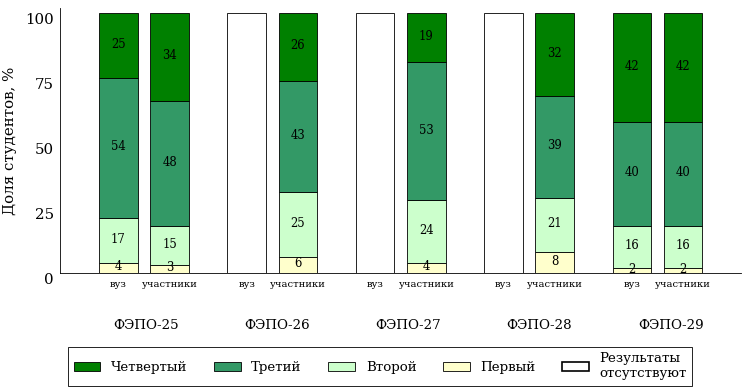 Доля студентов, %
100
75
50
25
0
25 34 26 19 32 42 42
54 48 43 53 39 40 40
17 15 25 24 21 16 16
4 3 6 4 8 2 2
вуз участники вуз участники вуз участники вуз участники вуз участники
ФЭПО-25 ФЭПО-26 ФЭПО-27 ФЭПО-28 ФЭПО-29
Четвертый Третий Второй Первый Результаты
отсутствуют